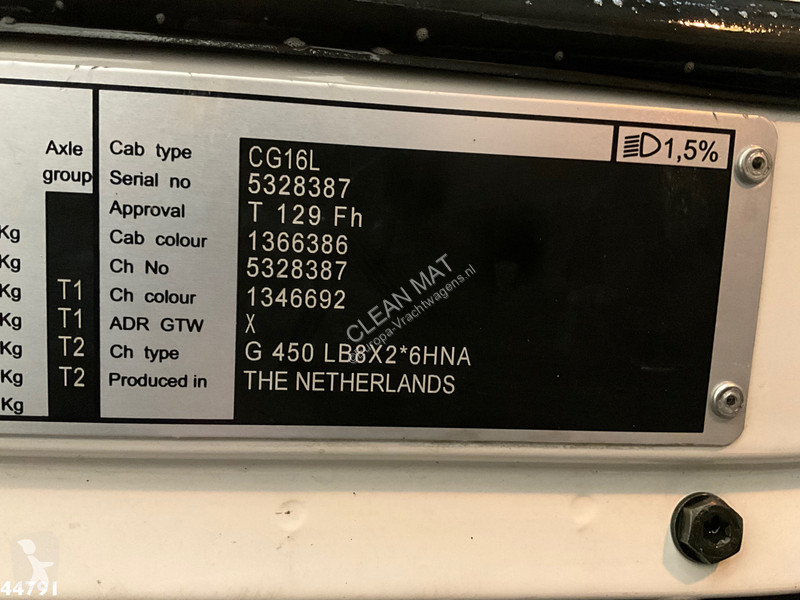 1,5%
Axle group
Cab type CG16L
Serial no 5328387
Approval T 129 Fh
Cab colour 1366386
Kg Ch No 5328387
Kg T1 Ch colour 1346692
Kg T1 ADR GTW X
Kg T2 Ch type G 450 LB8X2*6HNA
Kg T2 Produced in THE NETHERLANDS
Kg
Kg
CLEAN MAT
© Europa-Vrachtwagens.nl
44791